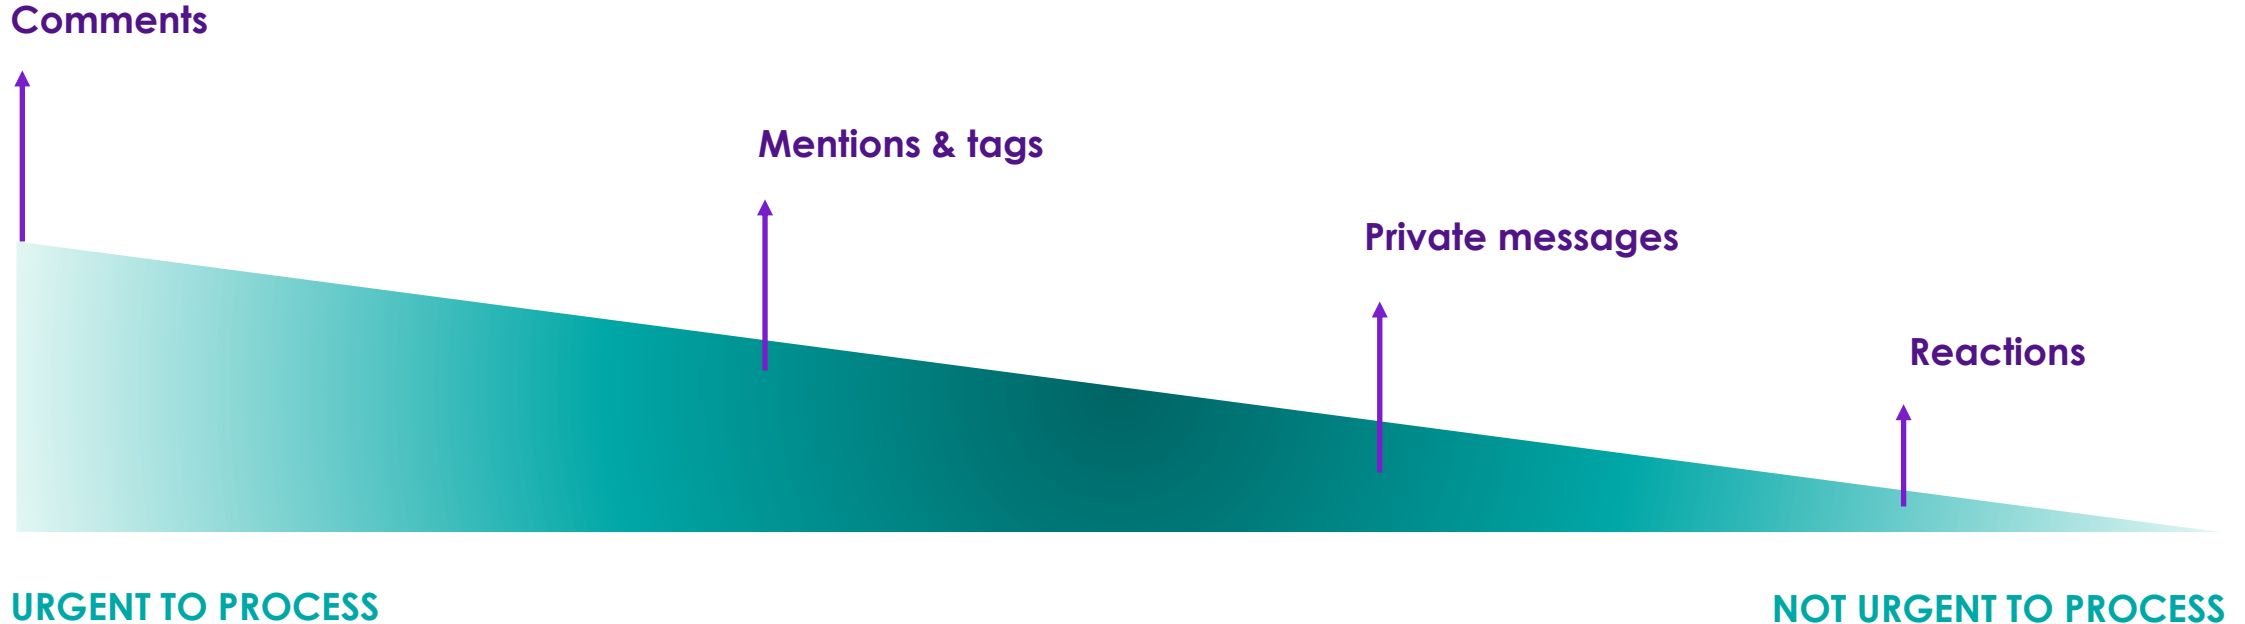 Comments
Mentions & tags
Private messages
Reactions
URGENT TO PROCESS
NOT URGENT TO PROCESS